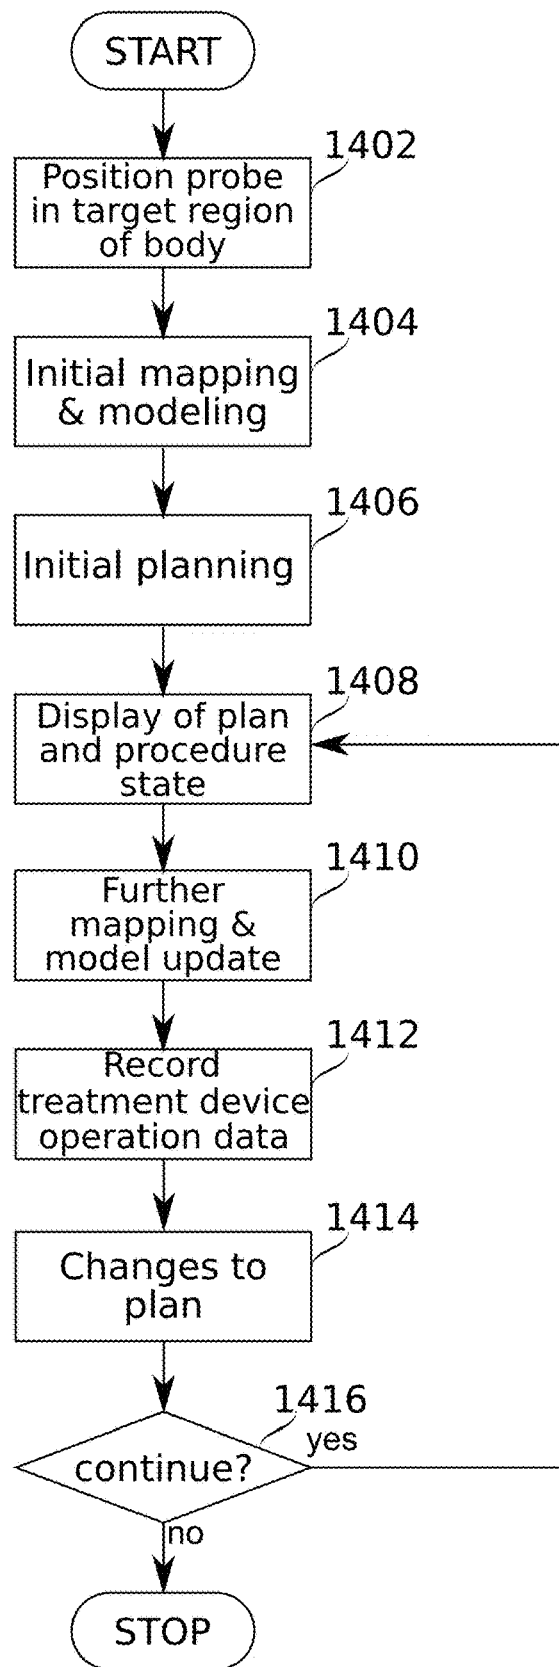 START
1402
Position probe
in target region
of body
1404
Initial mapping
& modeling
1406
Initial planning
1408
Display of plan
and procedure
state
1410
Further
mapping &
model update
1412
Record
treatment device
operation data
1414
Changes to
plan
1416
continue?
yes
no
STOP